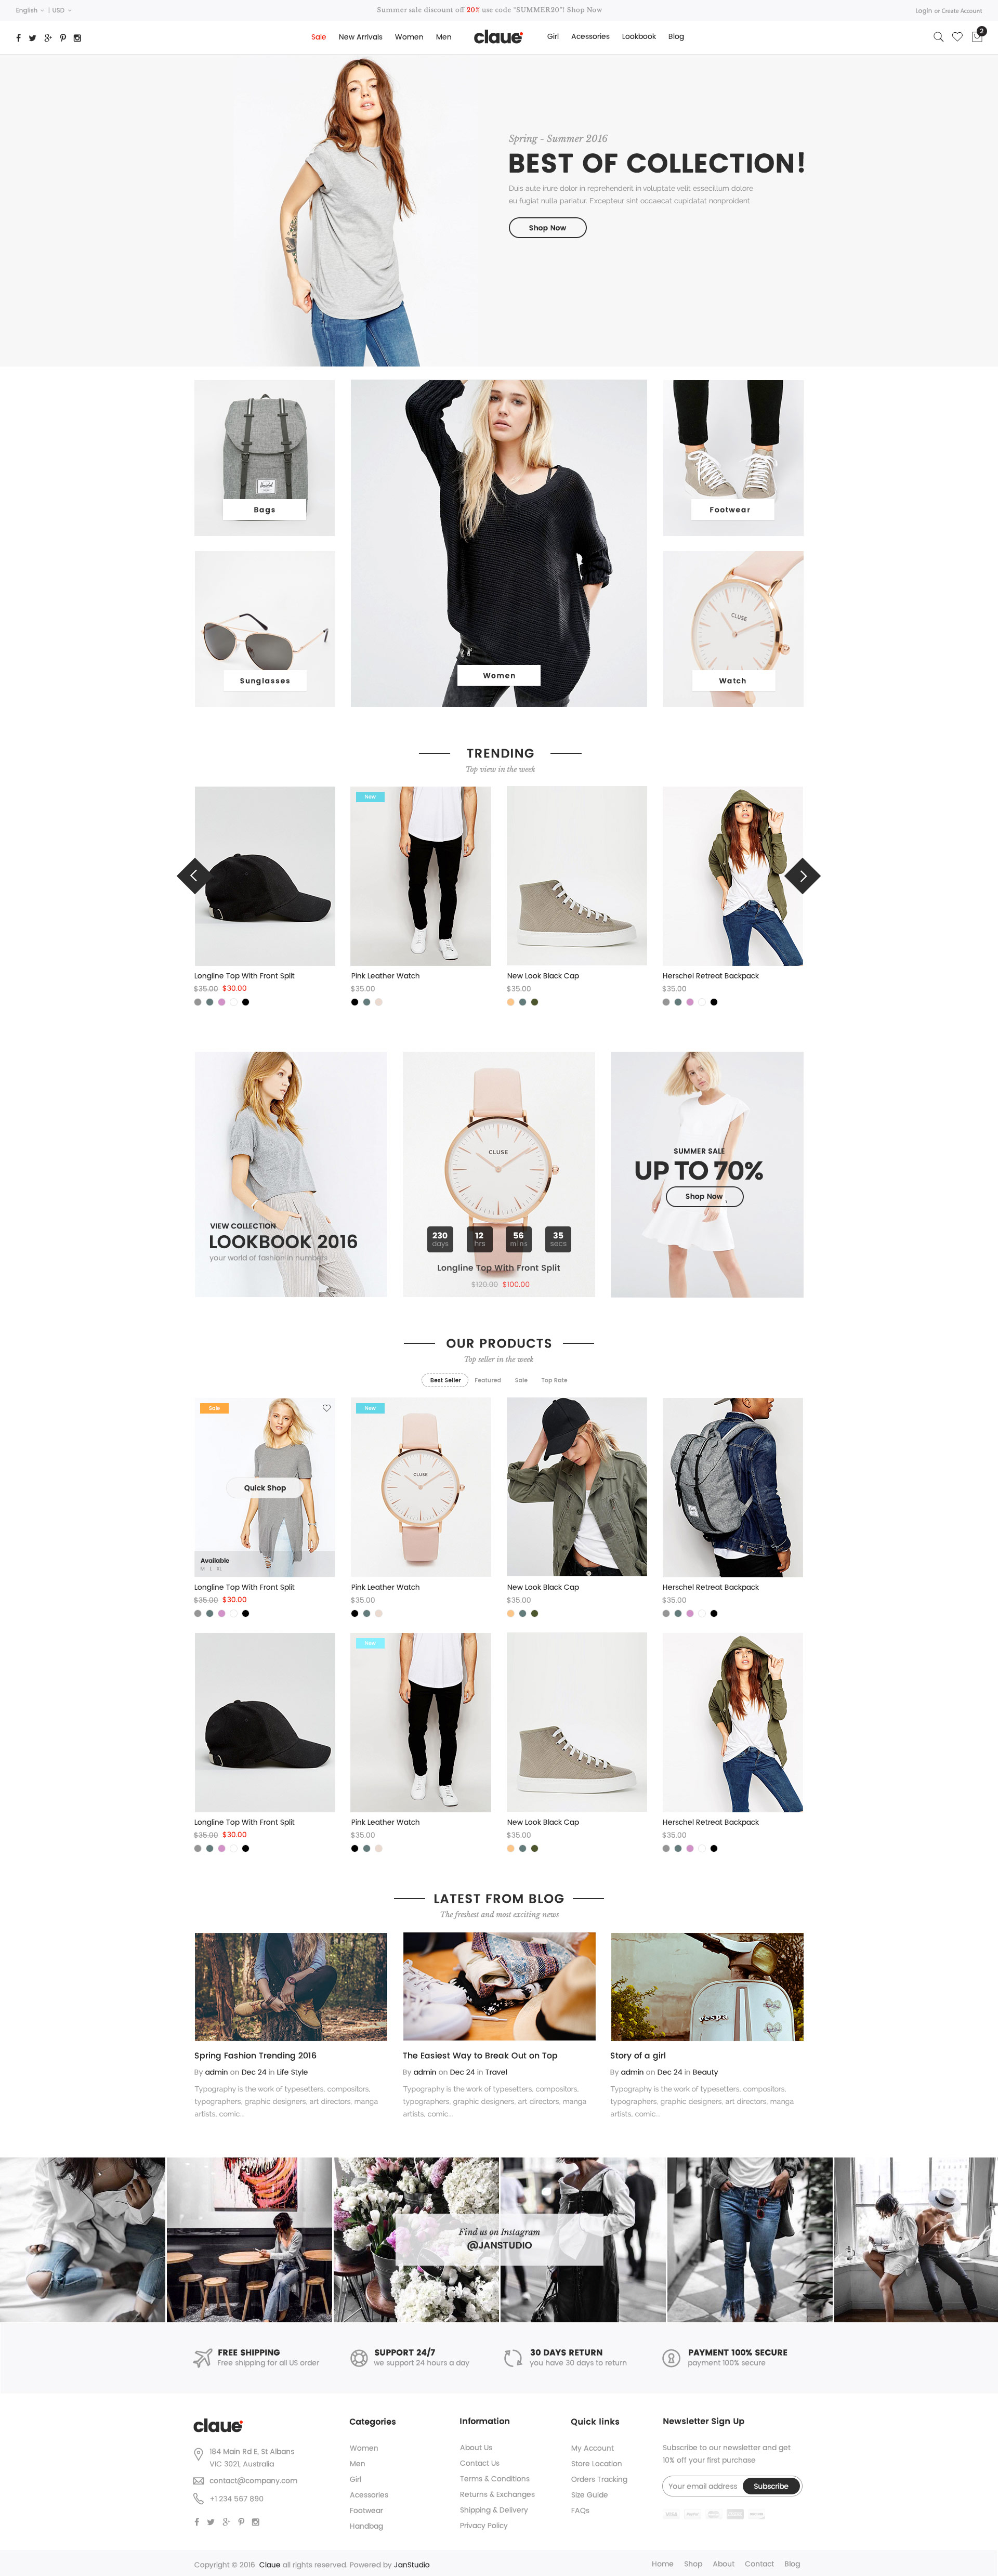 English | USD
Summer sale discount off 20% use code "SUMMER20"! Shop Now
Login or Create Account
Sale New Arrivals Women Men
claue
Girl Acessories Lookbook Blog
2
Spring - Summer 2016
BEST OF COLLECTION!
Duis aute irure dolor in reprehenderit in voluptate velit essecillum dolore
eu fugiat nulla pariatur. Excepteur sint occaecat cupidatat nonproident
Shop Now
Bags
Women
Footwear
Sunglasses
CLUSE
Watch
TRENDING
Top view in the week
New
Longline Top With Front Split
$35.00 $30.00
Pink Leather Watch
$35.00
New Look Black Cap
$35.00
Herschel Retreat Backpack
$35.00
VIEW COLLECTION
LOOKBOOK 2016
your world of fashion in numbers
CLUSE
230 days
12 hrs
56 mins
35 secs
Longline Top With Front Split
$120.00 $100.00
SUMMER SALE
UP TO 70%
Shop Now
OUR PRODUCTS
Top seller in the week
Best Seller Featured Sale Top Rate
Sale
Quick Shop
Available
M L XL
New
CLUSE
Longline Top With Front Split
$35.00 $30.00
Pink Leather Watch
$35.00
New Look Black Cap
$35.00
Herschel Retreat Backpack
$35.00
New
Longline Top With Front Split
$35.00 $30.00
Pink Leather Watch
$35.00
New Look Black Cap
$35.00
Herschel Retreat Backpack
$35.00
LATEST FROM BLOG
The freshest and most exciting news
Vespa
Spring Fashion Trending 2016
By admin on Dec 24 in Life Style
Typography is the work of typesetters, compositors,
typographers, graphic designers, art directors, manga
artists, comic...
The Easiest Way to Break Out on Top
By admin on Dec 24 in Travel
Typography is the work of typesetters, compositors,
typographers, graphic designers, art directors, manga
artists, comic...
Story of a girl
By admin on Dec 24 in Beauty
Typography is the work of typesetters, compositors,
typographers, graphic designers, art directors, manga
artists, comic...
Find us on Instagram
@JANSTUDIO
FREE SHIPPING
Free shipping for all US order
SUPPORT 24/7
we support 24 hours a day
30 DAYS RETURN
you have 30 days to return
PAYMENT 100% SECURE
payment 100% secure
claue
184 Main Rd E, St Albans
VIC 3021, Australia
contact@company.com
+1 234 567 890
Categories
Women
Men
Girl
Acessories
Footwear
Handbag
Information
About Us
Contact Us
Terms & Conditions
Returns & Exchanges
Shipping & Delivery
Privacy Policy
Quick links
My Account
Store Location
Orders Tracking
Size Guide
FAQs
Newsletter Sign Up
Subscribe to our newsletter and get
10% off your first purchase
Your email address Subscribe
Copyright © 2016 Claue all rights reserved. Powered by JanStudio
Home Shop About Contact Blog